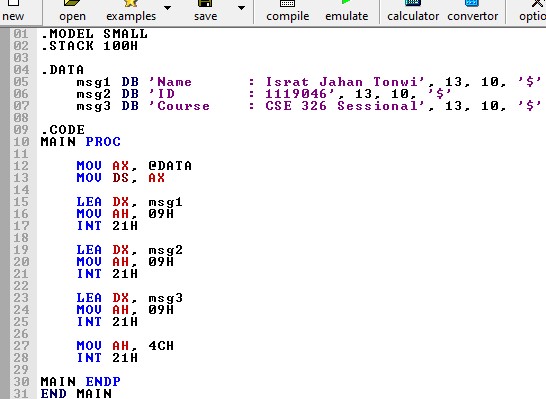 new open examples save compile emulate calculator convertor
01 .MODEL SMALL
02 .STACK 100H
03
04 .DATA
05     msg1 DB 'Name      : Israt Jahan Tonwi', 13, 10, '$'
06     msg2 DB 'ID        : 1119046', 13, 10, '$'
07     msg3 DB 'Course    : CSE 326 Sessional', 13, 10, '$'
08
09 .CODE
10 MAIN PROC
11
12     MOV AX, @DATA
13     MOV DS, AX
14
15     LEA DX, msg1
16     MOV AH, 09H
17     INT 21H
18
19     LEA DX, msg2
20     MOV AH, 09H
21     INT 21H
22
23     LEA DX, msg3
24     MOV AH, 09H
25     INT 21H
26
27     MOV AH, 4CH
28     INT 21H
29
30 MAIN ENDP
31 END MAIN